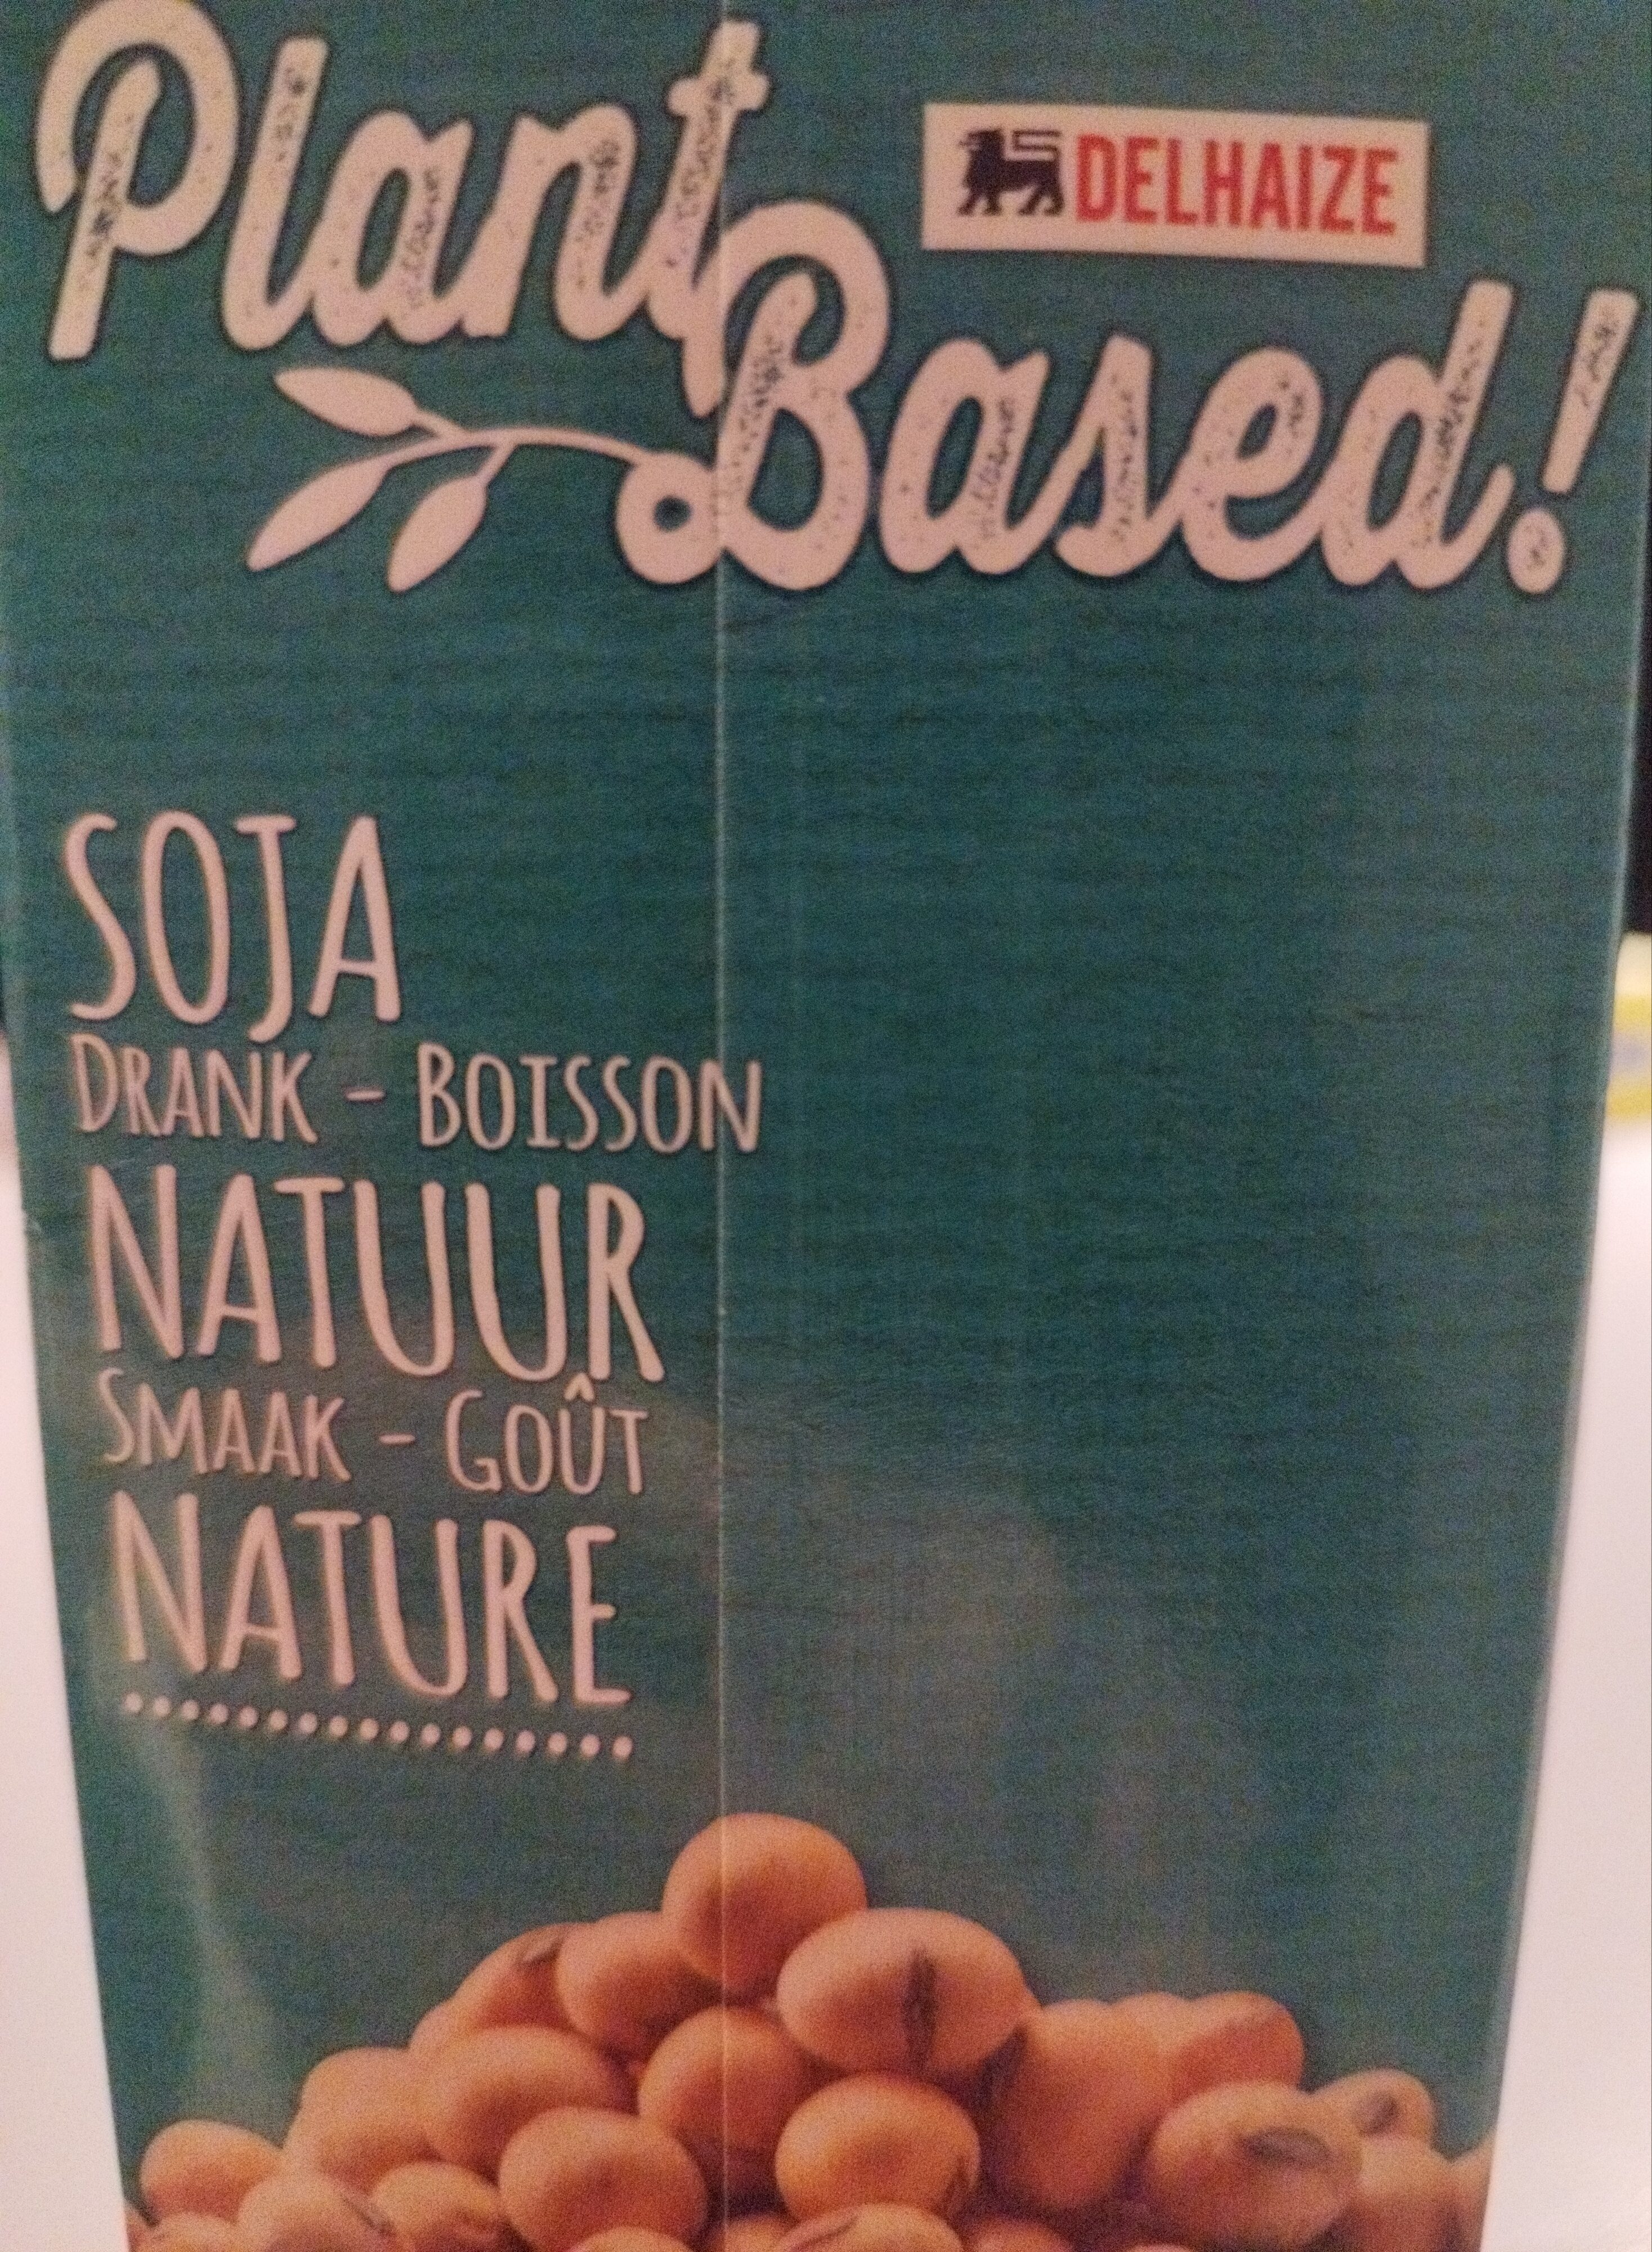 Plant
DELHAIZE
Based!
SOJA
DRANK - BOISSON
NATUUR
SMAAK - GOÛT
NATURE